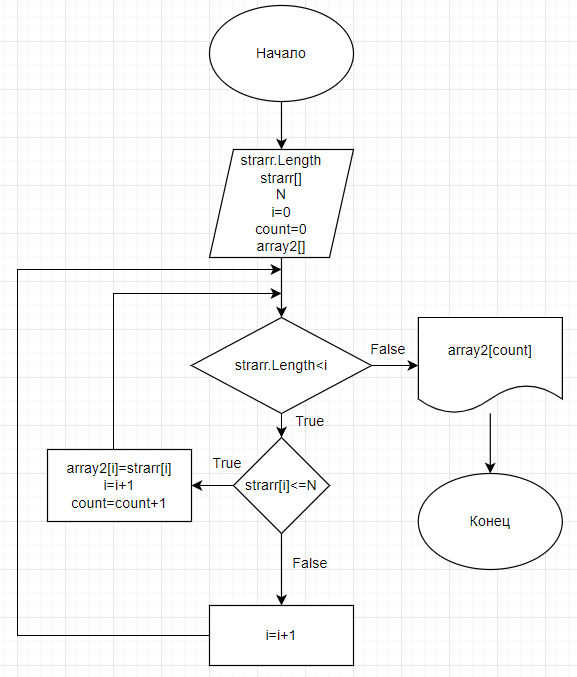 Начало
strarr.Length
strarr[]
N
i=0
count=0
array2[]
strarr.Length<i
False
array2[count]
True
strarr[i]<=N
True
array2[i]=strarr[i]
i=i+1
count=count+1
Конец
False
i=i+1